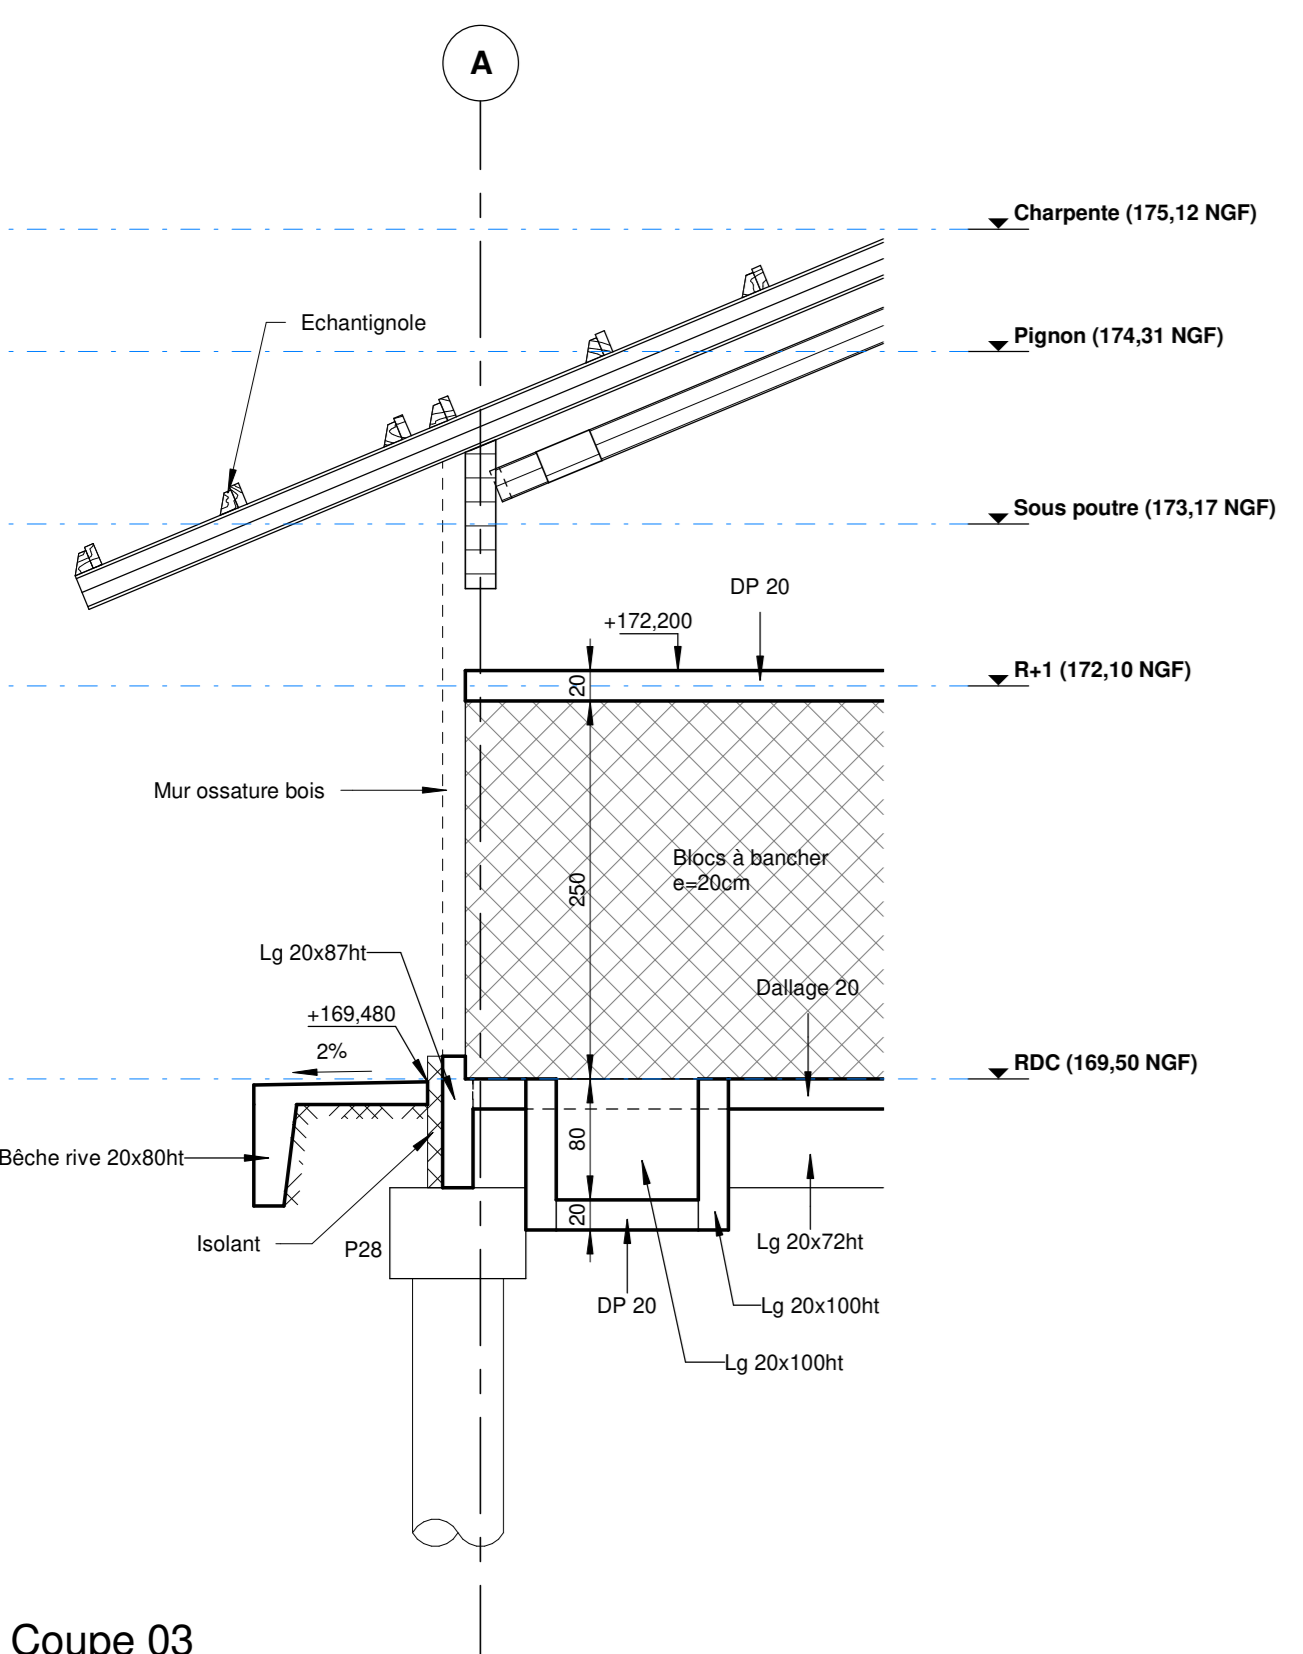 A
Charpente (175,12 NGF)
Echantignole
Pignon (174,31 NGF)
Sous poutre (173,17 NGF)
DP 20
+172,200
R+1 (172,10 NGF)
20
Mur ossature bois
Blocs à bancher
e=20cm
250
Lg 20x87ht
Dallage 20
+169,480
2%
RDC (169,50 NGF)
80
Bêche rive 20x80ht
20
Isolant
P28
Lg 20x72ht
DP 20
Lg 20x100ht
Lg 20x100ht
Coupe 03